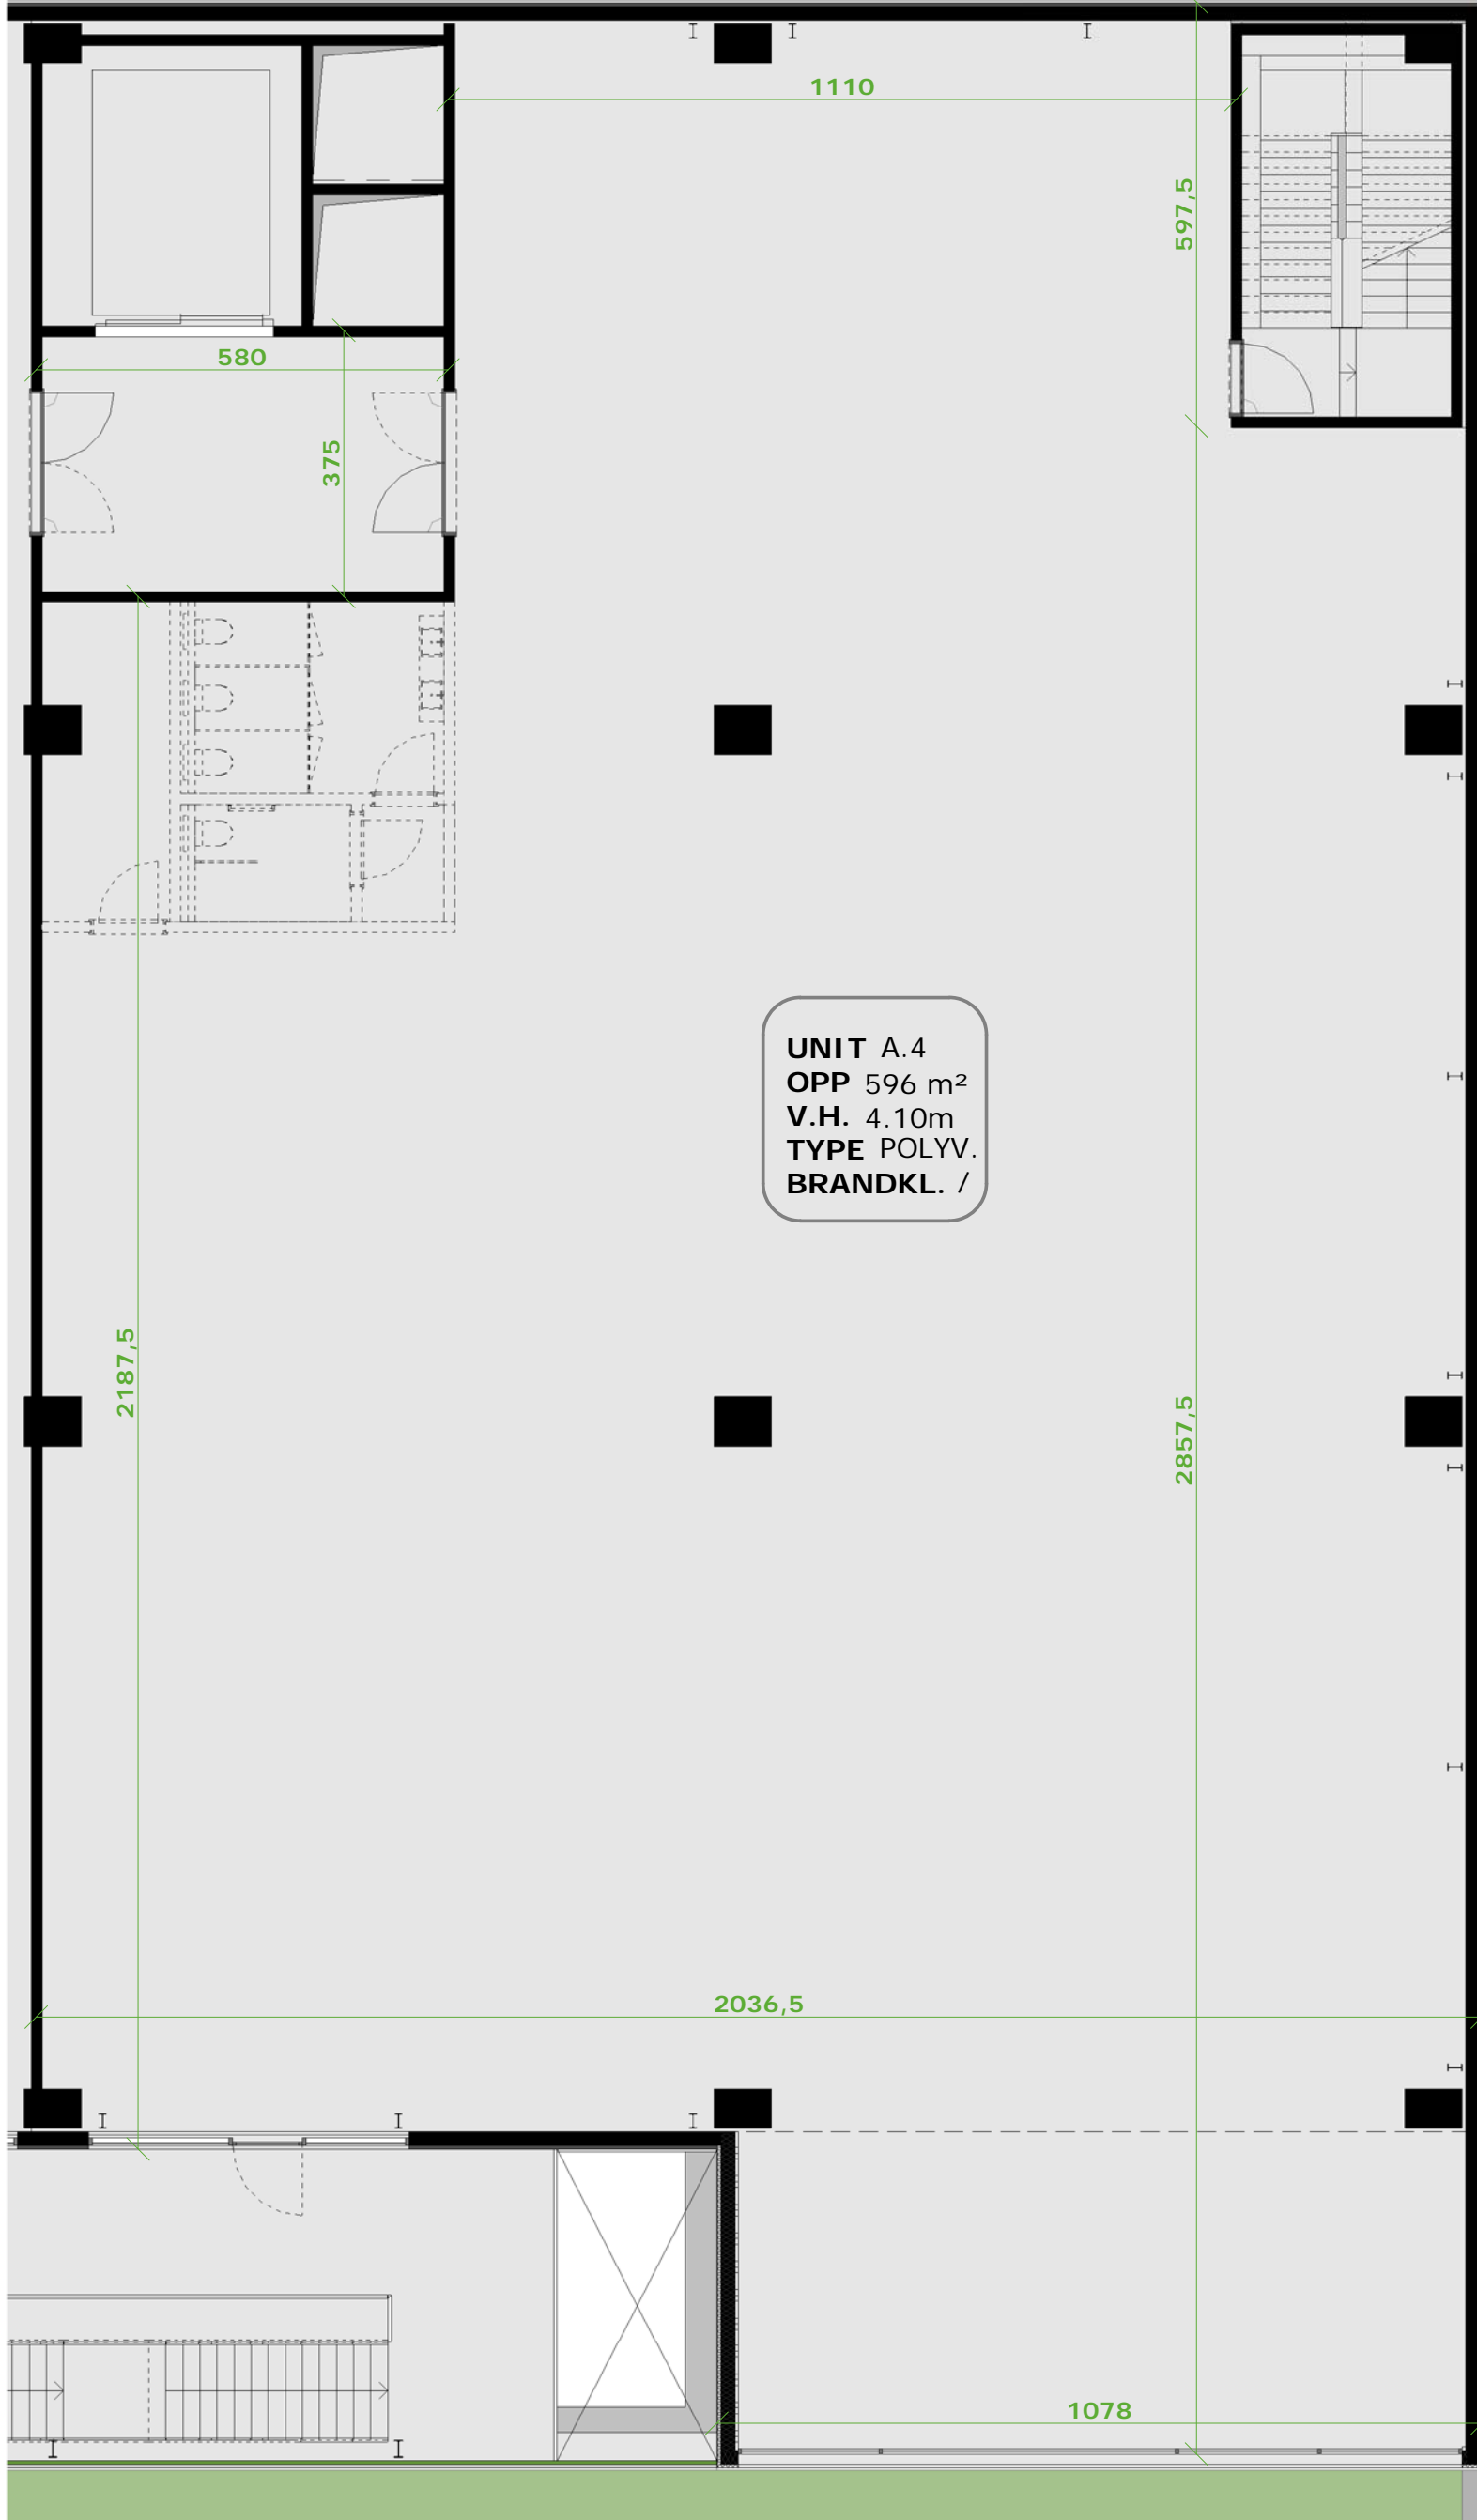 1110
597,5
580
375
UNIT A.4
OPP 596 m²
V.H. 4.10m
TYPE POLYV.
BRANDKL. /
2187,5
2857,5
2036,5
1078